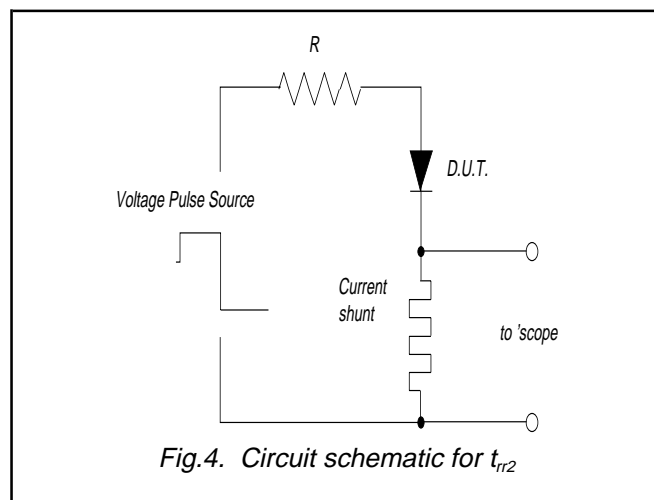 R
D.U.T.
Voltage Pulse Source
Current
shunt
to 'scope
Fig.4. Circuit schematic for trr2